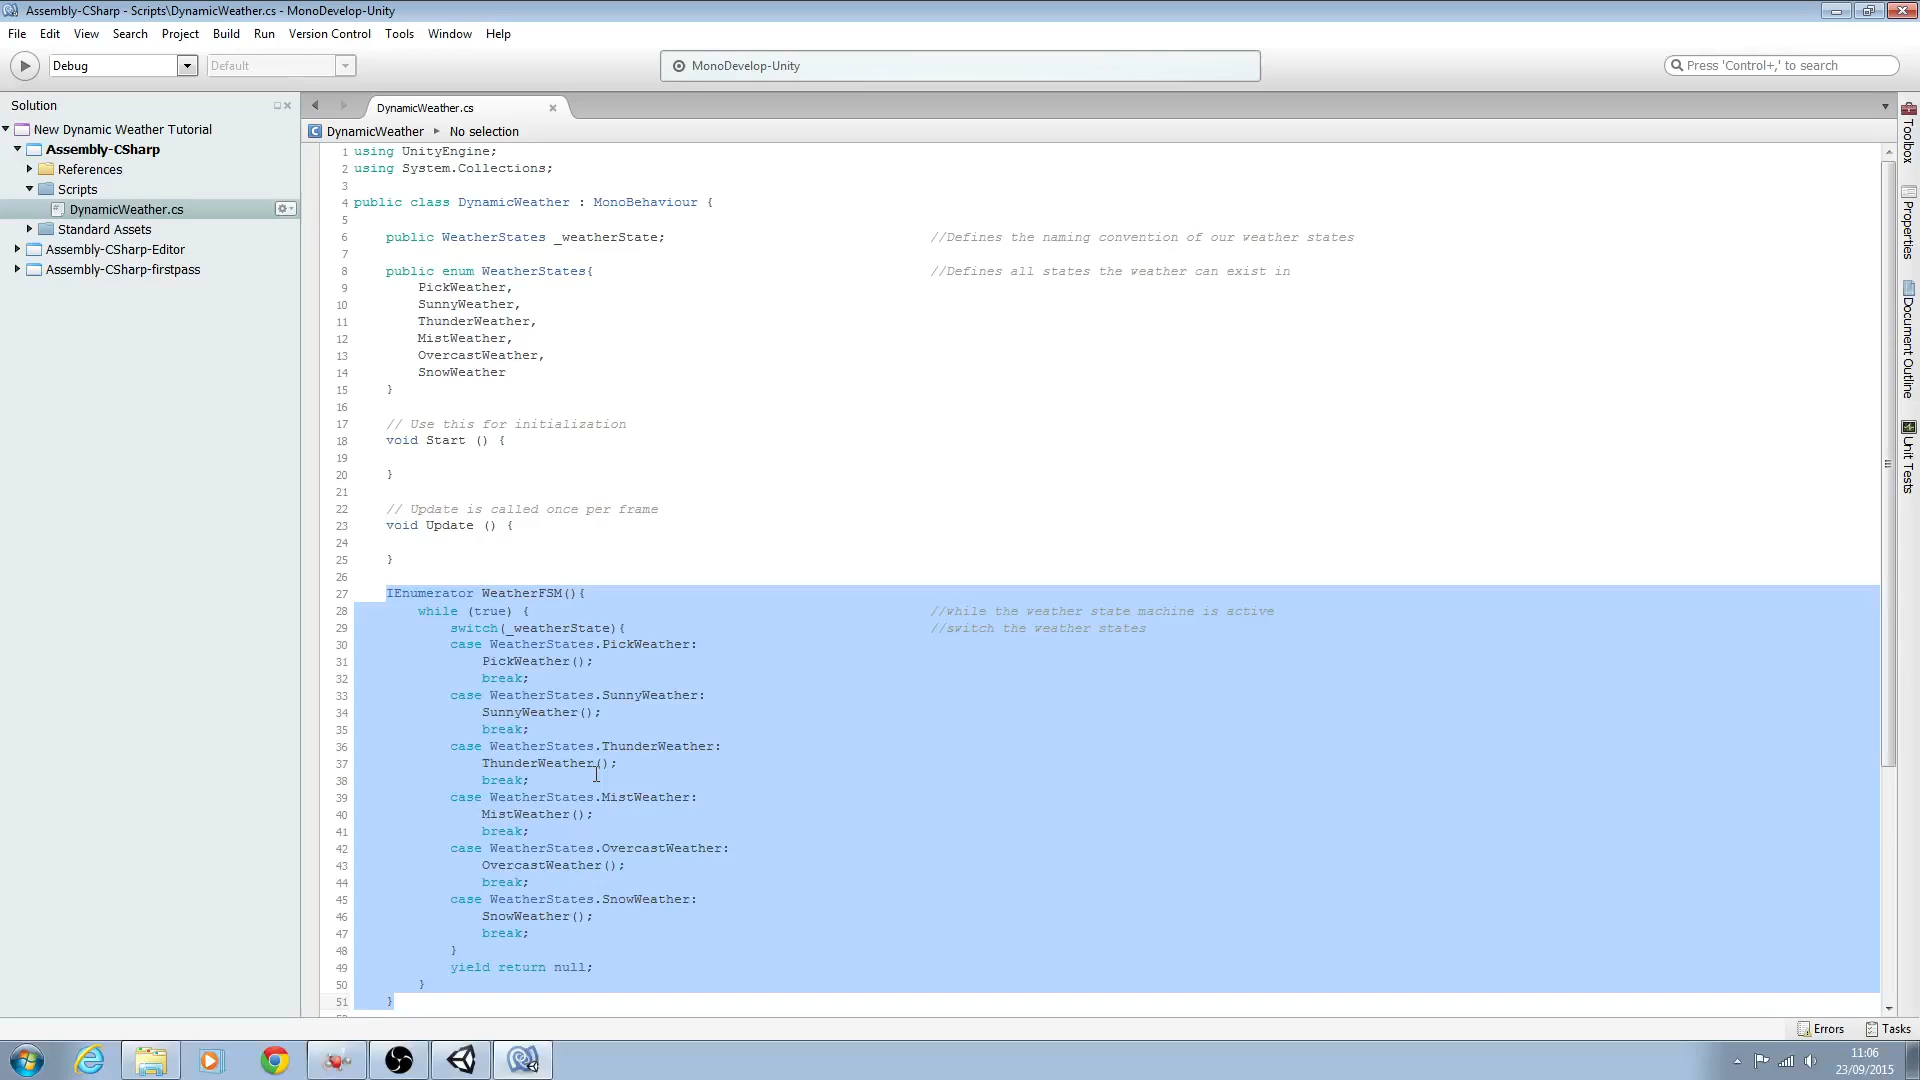 Assembly-CSharp - Scripts\DynamicWeather.cs - MonoDevelop-Unity
File Edit View Search Project Build Run Version Control Tools Window Help
Debug Default MonoDevelop-Unity Press 'Control+,' to search
Solution
New Dynamic Weather Tutorial
Assembly-CSharp
References
Scripts
DynamicWeather.cs
Standard Assets
Assembly-CSharp-Editor
Assembly-CSharp-firstpass
DynamicWeather.cs
DynamicWeather No selection
1 using UnityEngine;
2 using System.Collections;
3
4 public class DynamicWeather : MonoBehaviour {
5
6 public WeatherStates _weatherState; //Defines the naming convention of our weather states
7
8 public enum WeatherStates{ //Defines all states the weather can exist in
9 PickWeather,
10 SunnyWeather,
11 ThunderWeather,
12 MistWeather,
13 OvercastWeather,
14 SnowWeather
15 }
16
17 // Use this for initialization
18 void Start () {
19
20 }
21
22 // Update is called once per frame
23 void Update () {
24
25 }
26
27 IEnumerator WeatherFSM(){
28 while (true) { //while the weather state machine is active
29 switch(_weatherState){ //switch the weather states
30 case WeatherStates.PickWeather:
31 PickWeather();
32 break;
33 case WeatherStates.SunnyWeather:
34 SunnyWeather();
35 break;
36 case WeatherStates.ThunderWeather:
37 ThunderWeather();
38 break;
39 case WeatherStates.MistWeather:
40 MistWeather();
41 break;
42 case WeatherStates.OvercastWeather:
43 OvercastWeather();
44 break;
45 case WeatherStates.SnowWeather:
46 SnowWeather();
47 break;
48 }
49 yield return null;
50 }
51 }
Toolbox
Properties
Document Outline
Unit Tests
Errors Tasks
11:06
23/09/2015